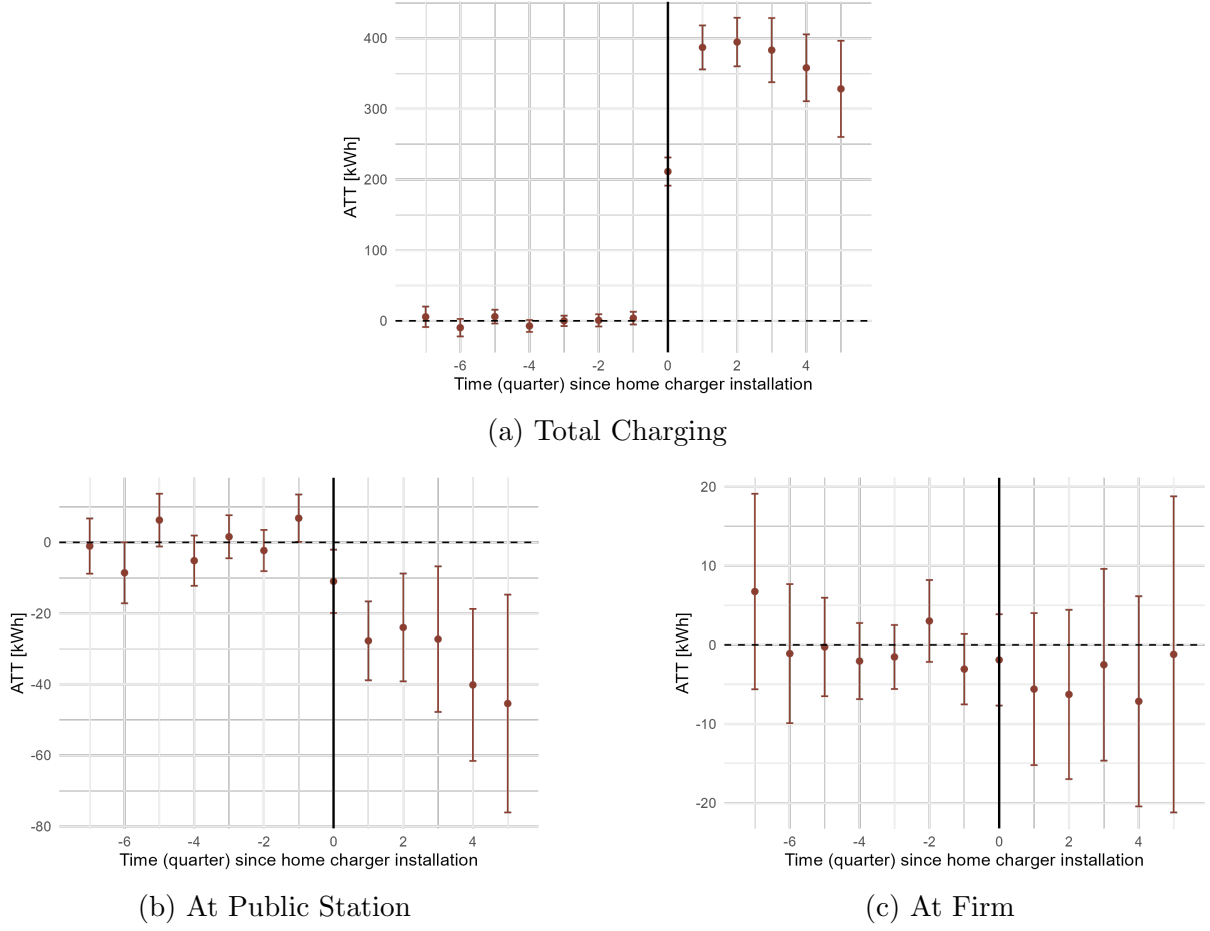 400
300
200
100
0
ATT [kWh]
-6 -4 -2 0 2 4
Time (quarter) since home charger installation
(a) Total Charging
0
-20
-40
-60
-80
ATT [kWh]
-6 -4 -2 0 2 4
Time (quarter) since home charger installation
(b) At Public Station
20
10
0
-10
-20
ATT [kWh]
-6 -4 -2 0 2 4
Time (quarter) since home charger installation
(c) At Firm